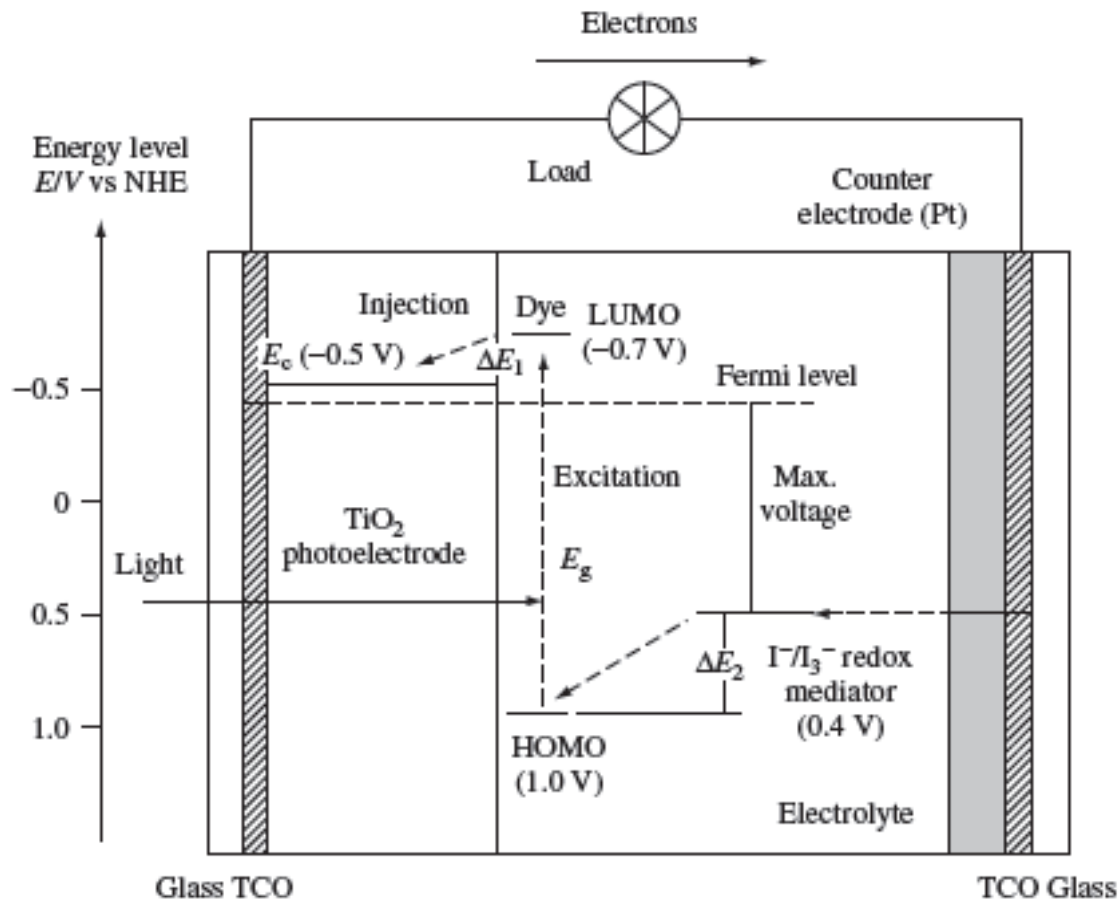 Electrons
Energy level
E/V vs NHE
Load
Counter
electrode (Pt)
Injection
Dye
LUMO
(−0.7 V)
Ec (−0.5 V)
ΔE1
−0.5
Fermi level
Excitation
Max.
voltage
0
TiO2
photoelectrode
Light
Eg
0.5
ΔE2
I−/I3− redox
mediator
(0.4 V)
1.0
HOMO
(1.0 V)
Electrolyte
Glass TCO
TCO Glass